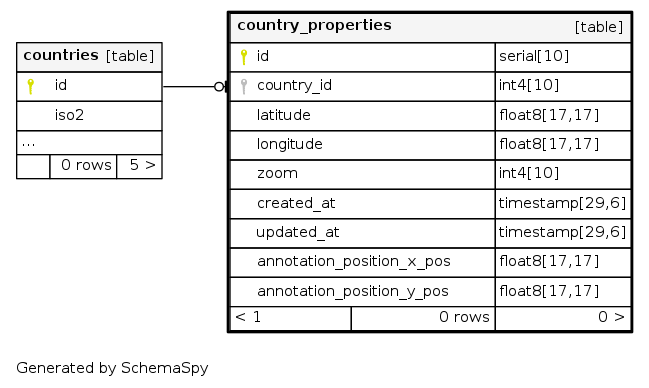 countries [table]
id
iso2
...
0 rows 5 >
country_properties [table]
id serial[10]
country_id int4[10]
latitude float8[17,17]
longitude float8[17,17]
zoom int4[10]
created_at timestamp[29,6]
updated_at timestamp[29,6]
annotation_position_x_pos float8[17,17]
annotation_position_y_pos float8[17,17]
< 1 0 rows 0 >
Generated by SchemaSpy